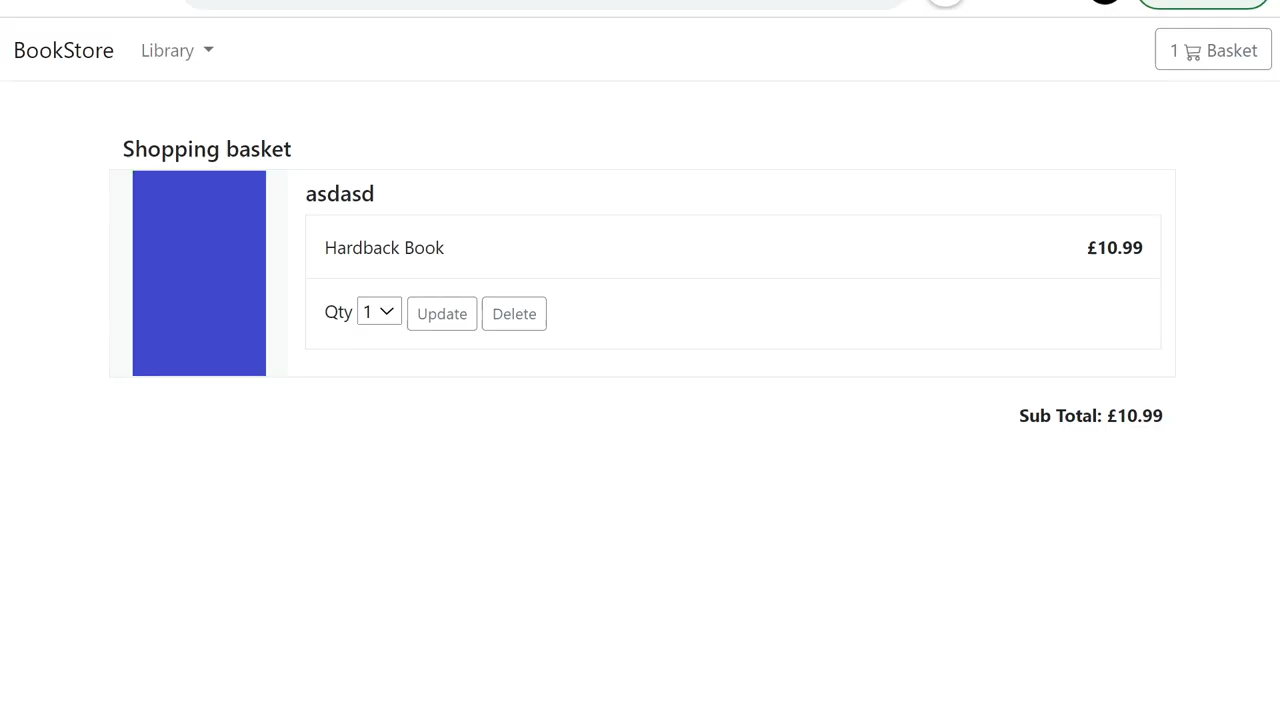 BookStore Library 1 Basket
Shopping basket
asdasd
Hardback Book £10.99
Qty 1 Update Delete
Sub Total: £10.99